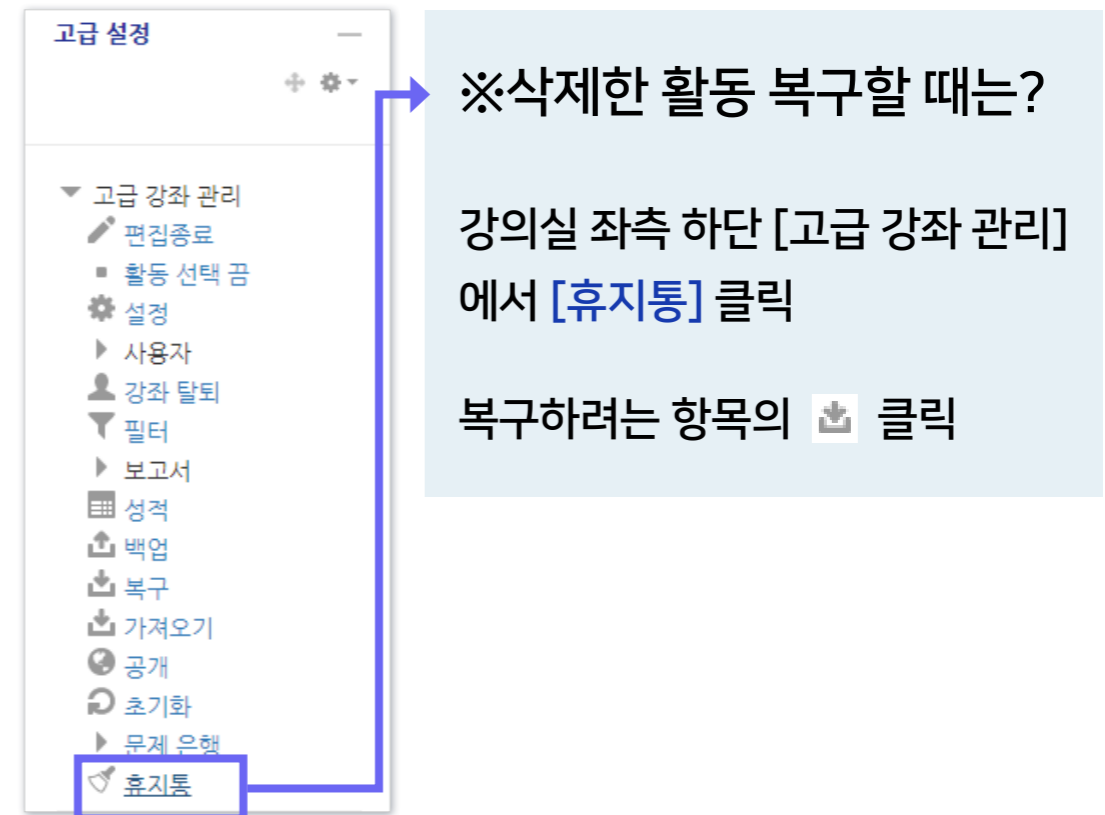 고급 설정
고급 강좌 관리
편집종료
활동 선택 끔
설정
사용자
강좌 탈퇴
필터
보고서
성적
백업
복구
가져오기
공개
초기화
문제 은행
휴지통
※삭제한 활동 복구할 때는?
강의실 좌측 하단 [고급 강좌 관리]
에서 [휴지통] 클릭
복구하려는 항목의 클릭